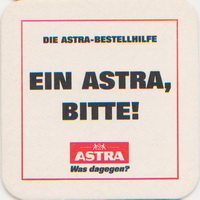 DIE ASTRA-BESTELLHILFE
EIN ASTRA,
BITTE!
ASTRA
Was dagegen?